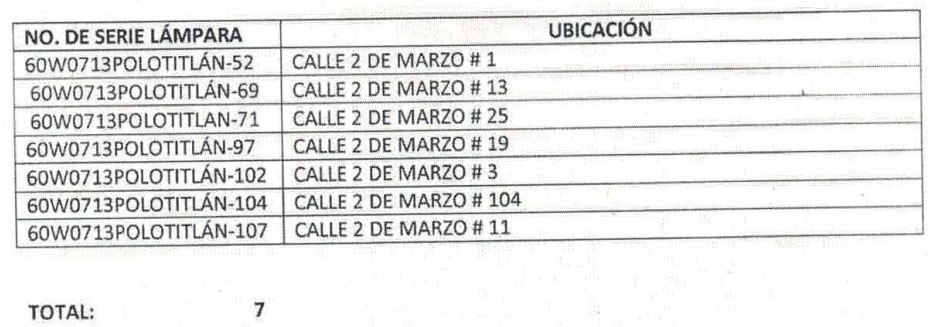 NO. DE SERIE LÁMPARA UBICACIÓN
60W0713POLOTITLÁN-52 CALLE 2 DE MARZO # 1
60W0713POLOTITLÁN-69 CALLE 2 DE MARZO # 13
60W0713POLOTITLAN-71 CALLE 2 DE MARZO # 25
60W0713POLOTITLÁN-97 CALLE 2 DE MARZO # 19
60W0713POLOTITLÁN-102 CALLE 2 DE MARZO # 3
60W0713POLOTITLÁN-104 CALLE 2 DE MARZO # 104
60W0713POLOTITLÁN-107 CALLE 2 DE MARZO # 11
TOTAL: 7